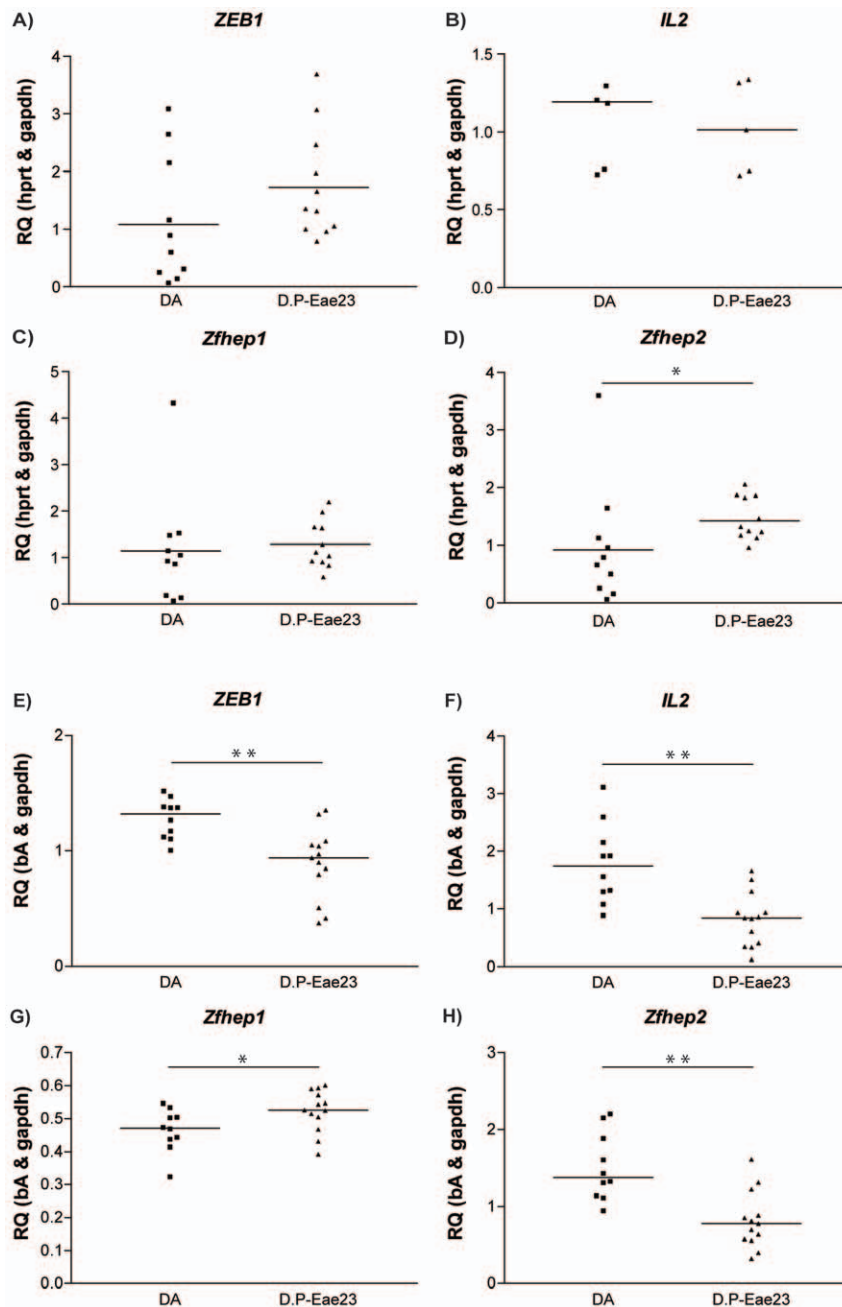 A)
ZEB1
RQ (hprt & gapdh)
4
3
2
1
0
DA
D.P-Eae23
B)
IL2
RQ (hprt & gapdh)
1.5
1.0
0.5
0.0
DA
D.P-Eae23
C)
Zfhep1
RQ (hprt & gapdh)
5
4
3
2
1
0
DA
D.P-Eae23
D)
Zfhep2
*
RQ (hprt & gapdh)
4
3
2
1
0
DA
D.P-Eae23
E)
ZEB1
**
RQ (bA & gapdh)
2
1
0
DA
D.P-Eae23
F)
IL2
**
RQ (bA & gapdh)
4
3
2
1
0
DA
D.P-Eae23
G)
Zfhep1
*
RQ (bA & gapdh)
0.7
0.6
0.5
0.4
0.3
0.2
0.1
0.0
DA
D.P-Eae23
H)
Zfhep2
**
RQ (bA & gapdh)
3
2
1
0
DA
D.P-Eae23